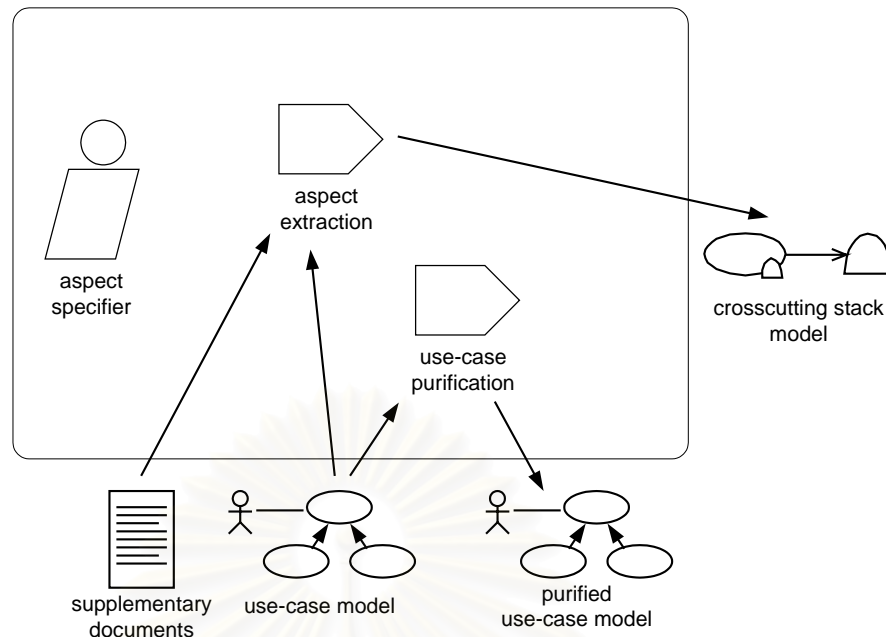 aspect
extraction
aspect
specifier
crosscutting stack
model
use-case
purification
supplementary
documents
use-case model
purified
use-case model